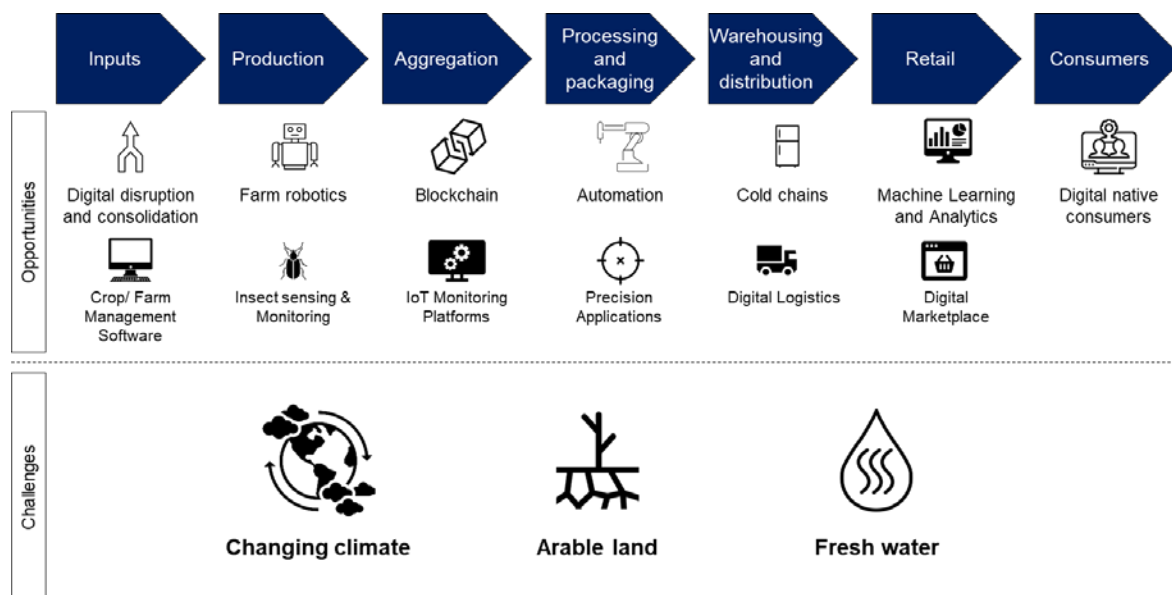 Inputs
Production
Aggregation
Processing
and
packaging
Warehousing
and
distribution
Retail
Consumers
Opportunities
Digital disruption
and consolidation
Farm robotics
Blockchain
Automation
Cold chains
Machine Learning
and Analytics
Digital native
consumers
Crop/ Farm
Management
Software
Insect sensing &
Monitoring
IoT Monitoring
Platforms
Precision
Applications
Digital Logistics
Digital
Marketplace
Challenges
Changing climate
Arable land
Fresh water